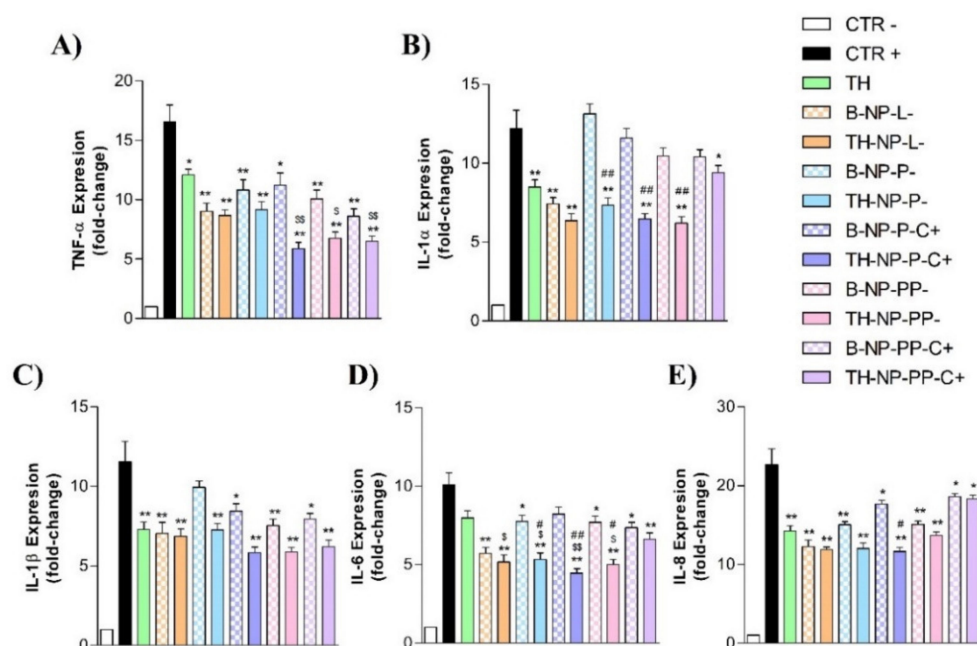 A)
TNF-α Expresion
(fold-change)
20
15
10
5
0
* ** ** ** ** * $$ ** ** $ ** ** $$ **
B)
IL-1α Expresion
(fold-change)
15
10
5
0
** ** ** ## ** ## ** ## ** *
CTR -
CTR +
TH
B-NP-L-
TH-NP-L-
B-NP-P-
TH-NP-P-
B-NP-P-C+
TH-NP-P-C+
B-NP-PP-
TH-NP-PP-
B-NP-PP-C+
TH-NP-PP-C+
C)
IL-1β Expresion
(fold-change)
15
10
5
0
** ** ** ** * ** ** ** * **
D)
IL-6 Expresion
(fold-change)
15
10
5
0
** $ ** * # $ ** ## $$ ** * # $ ** * **
E)
IL-8 Expresion
(fold-change)
30
20
10
0
** ** ** ** ** * # ** ** ** * *